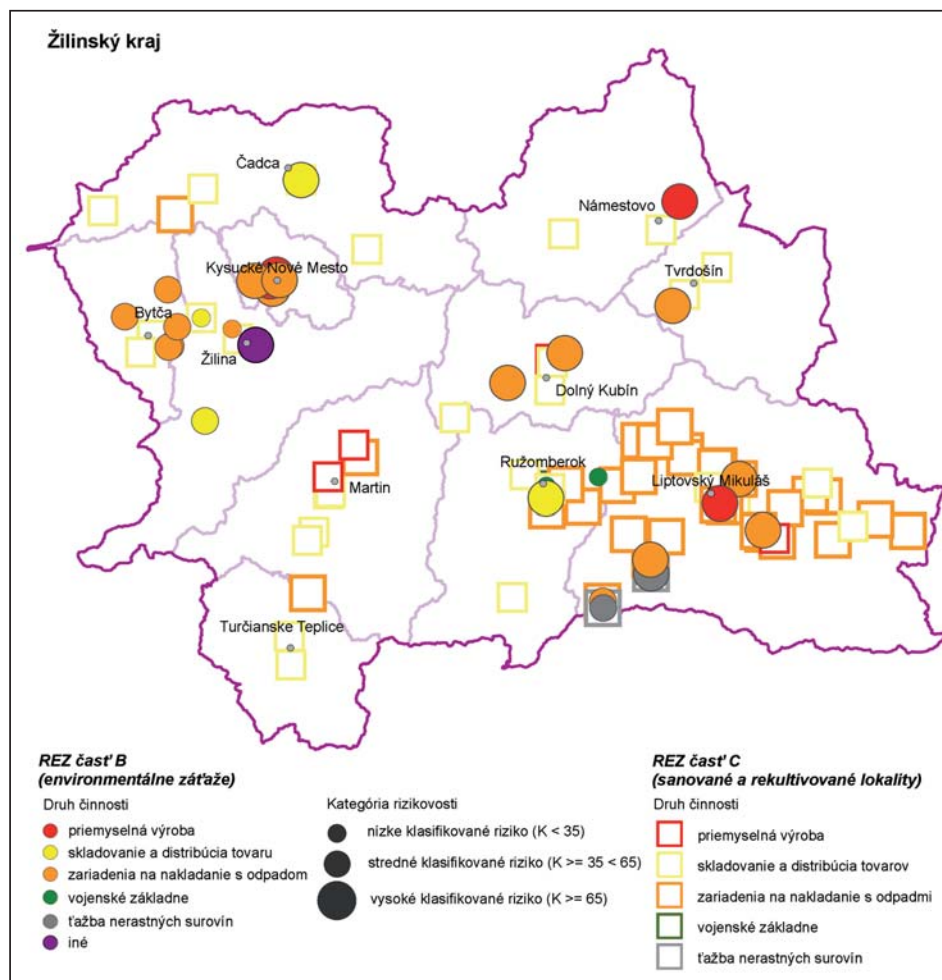 Žilinský kraj
Čadca
Námestovo
Kysucké Nové Mesto
Tvrdošín
Bytča
Žilina
Dolný Kubín
Ružomberok
Liptovský Mikuláš
Martin
Turčianske Teplice
REZ časť B
(environmentálne záťaže)
Druh činnosti
priemyselná výroba
skladovanie a distribúcia tovaru
zariadenia na nakladanie s odpadom
vojenské základne
ťažba nerastných surovín
iné
Kategória rizikovosti
nízke klasifikované riziko (K < 35)
stredné klasifikované riziko (K >= 35 < 65)
vysoké klasifikované riziko (K >= 65)
REZ časť C
(sanované a rekultivované lokality)
Druh činnosti
priemyselná výroba
skladovanie a distribúcia tovarov
zariadenia na nakladanie s odpadmi
vojenské základne
ťažba nerastných surovín